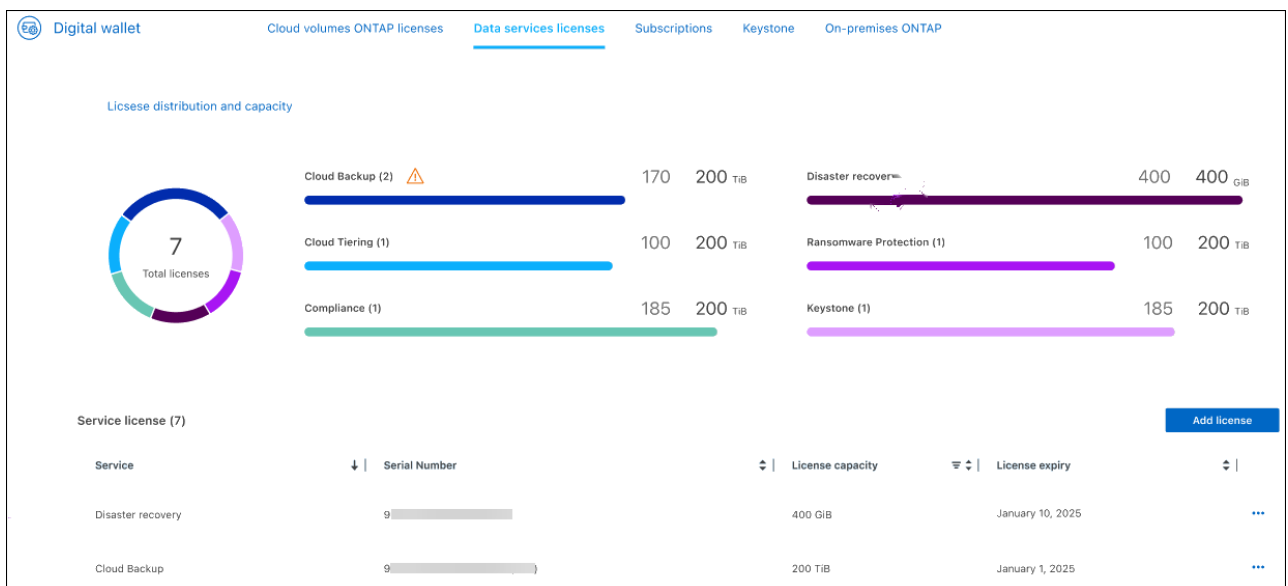 Digital wallet
Cloud volumes ONTAP licenses Data services licenses Subscriptions Keystone On-premises ONTAP
Licsese distribution and capacity
Cloud Backup (2) 170 200 TiB
Disaster recover 400 400 GiB
7
Total licenses
Cloud Tiering (1) 100 200 TiB
Ransomware Protection (1) 100 200 TiB
Compliance (1) 185 200 TiB
Keystone (1) 185 200 TiB
Service license (7) Add license
Service Serial Number License capacity License expiry
Disaster recovery 9 400 GiB January 10, 2025
Cloud Backup 9 ) 200 TiB January 1, 2025